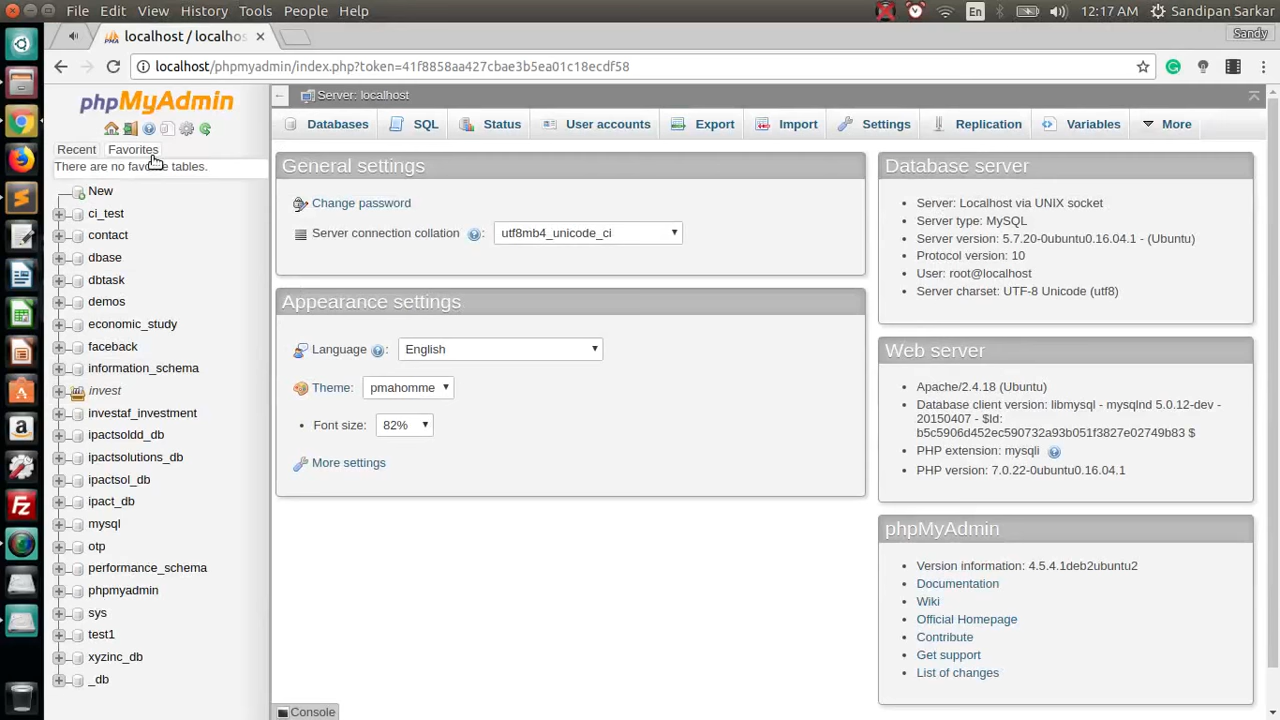 File Edit View History Tools People Help
En 12:17 AM Sandipan Sarkar
localhost / localhos
Sandy
localhost/phpmyadmin/index.php?token=41f8858aa427cbae3b5ea01c18ecdf58
phpMyAdmin
Recent Favorites
There are no favorite tables.
New
ci_test
contact
dbase
dbtask
demos
economic_study
faceback
information_schema
invest
investaf_investment
ipactsoldd_db
ipactsolutions_db
ipactsol_db
ipact_db
mysql
otp
performance_schema
phpmyadmin
sys
test1
xyzinc_db
_db
Server: localhost
Databases SQL Status User accounts Export Import Settings Replication Variables More
General settings
Change password
Server connection collation : utf8mb4_unicode_ci
Appearance settings
Language : English
Theme: pmahomme
Font size: 82%
More settings
Database server
Server: Localhost via UNIX socket
Server type: MySQL
Server version: 5.7.20-0ubuntu0.16.04.1 - (Ubuntu)
Protocol version: 10
User: root@localhost
Server charset: UTF-8 Unicode (utf8)
Web server
Apache/2.4.18 (Ubuntu)
Database client version: libmysql - mysqlnd 5.0.12-dev -
20150407 - $Id:
b5c5906d452ec590732a93b051f3827e02749b83 $
PHP extension: mysqli
PHP version: 7.0.22-0ubuntu0.16.04.1
phpMyAdmin
Version information: 4.5.4.1deb2ubuntu2
Documentation
Wiki
Official Homepage
Contribute
Get support
List of changes
Console